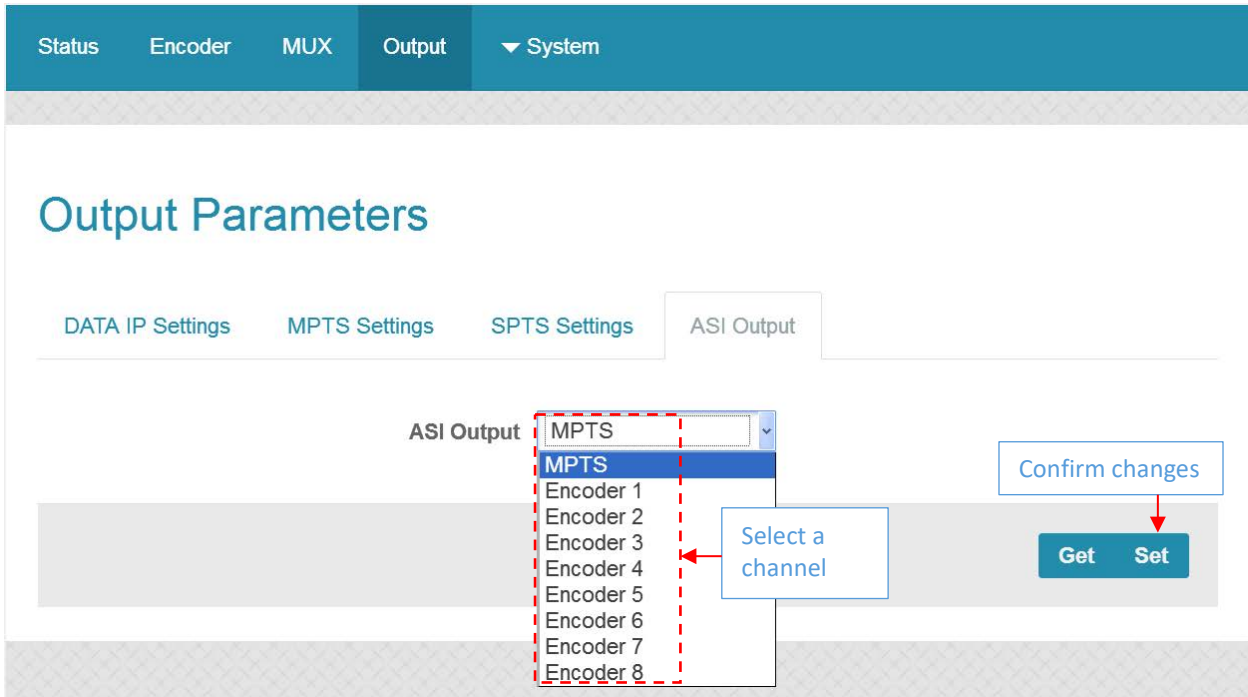 Status Encoder MUX Output System
Output Parameters
DATA IP Settings MPTS Settings SPTS Settings ASI Output
ASI Output MPTS
MPTS
Encoder 1
Encoder 2
Encoder 3
Encoder 4
Encoder 5
Encoder 6
Encoder 7
Encoder 8
Select a
channel
Confirm changes
Get Set